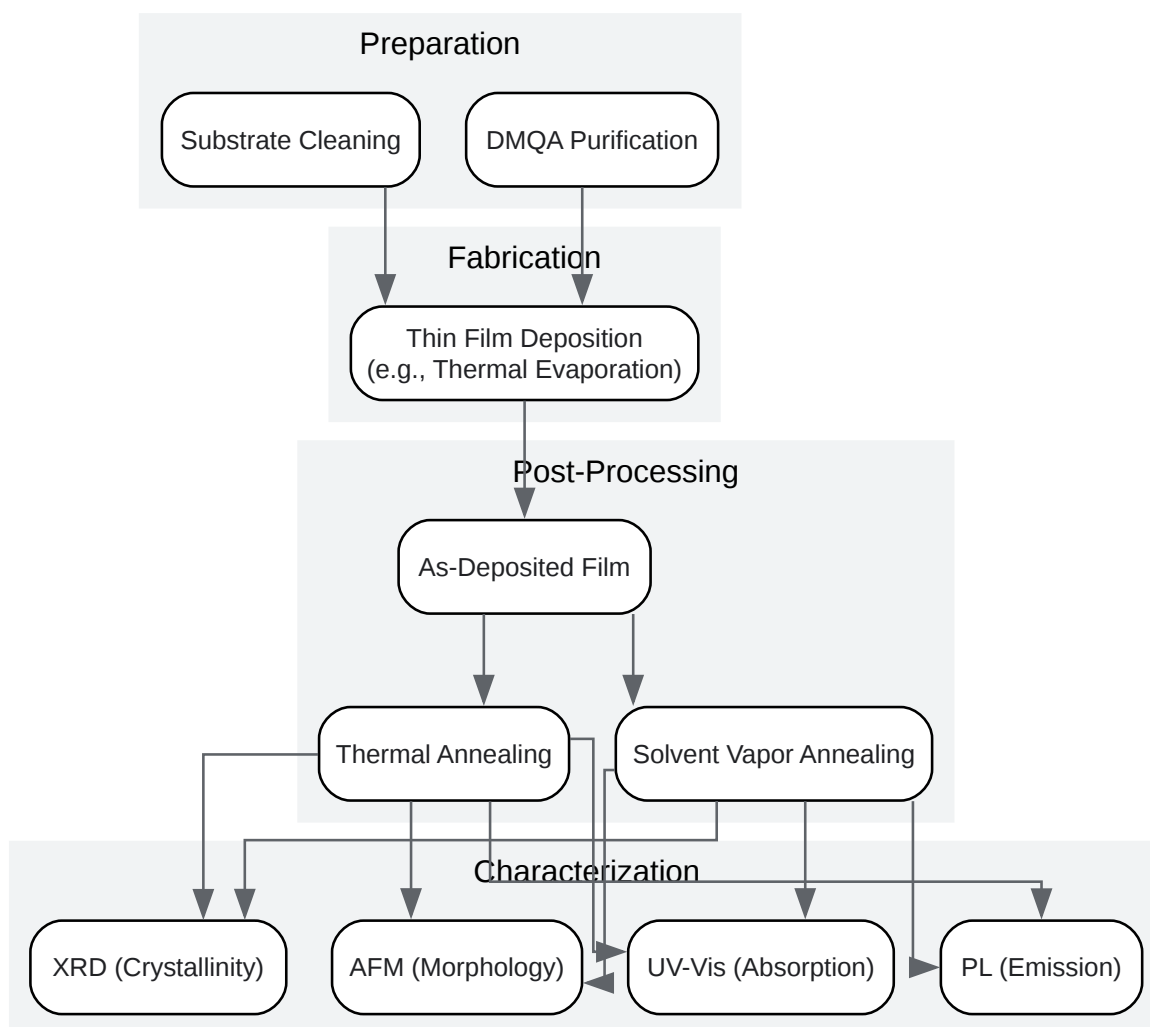 Preparation
Substrate Cleaning
DMQA Purification
Fabrication
Thin Film Deposition
(e.g., Thermal Evaporation)
Post-Processing
As-Deposited Film
Thermal Annealing
Solvent Vapor Annealing
Characterization
XRD (Crystallinity)
AFM (Morphology)
UV-Vis (Absorption)
PL (Emission)